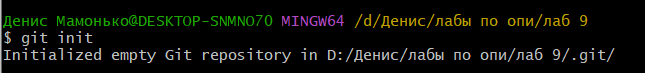 Денис Мамонько@DESKTOP-SNMNO7O MINGW64 /d/Денис/лабы по опи/лаб 9
$ git init
Initialized empty Git repository in D:/Денис/лабы по опи/лаб 9/.git/